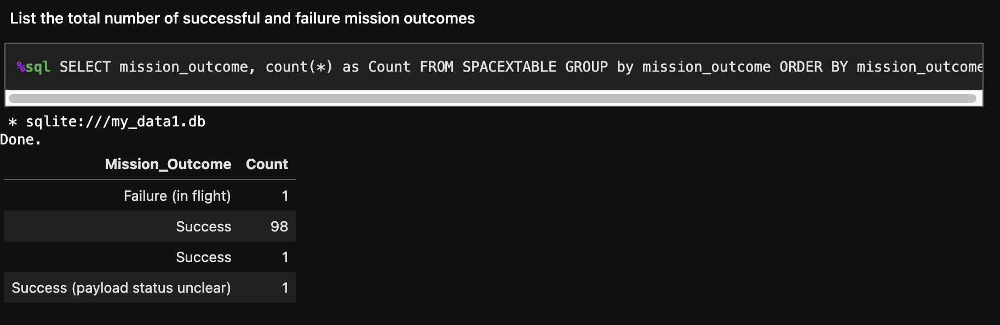 List the total number of successful and failure mission outcomes
%sql SELECT mission_outcome, count(*) as Count FROM SPACEXTABLE GROUP by mission_outcome ORDER BY mission_outcome
* sqlite:///my_data1.db
Done.
Mission_Outcome Count
Failure (in flight) 1
Success 98
Success 1
Success (payload status unclear) 1